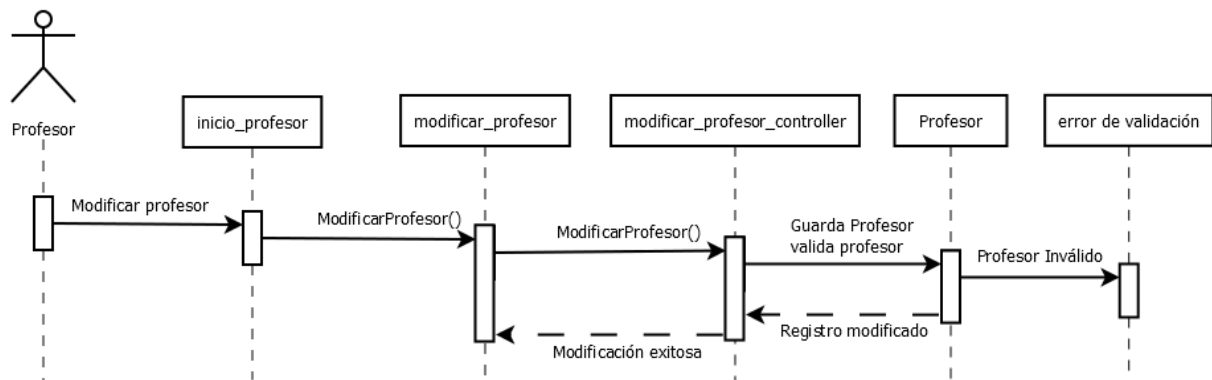 Profesor
inicio_profesor
modificar_profesor
modificar_profesor_controller
Profesor
error de validación
Modificar profesor
ModificarProfesor()
ModificarProfesor()
Guarda Profesor
valida profesor
Profesor Inválido
Registro modificado
Modificación exitosa